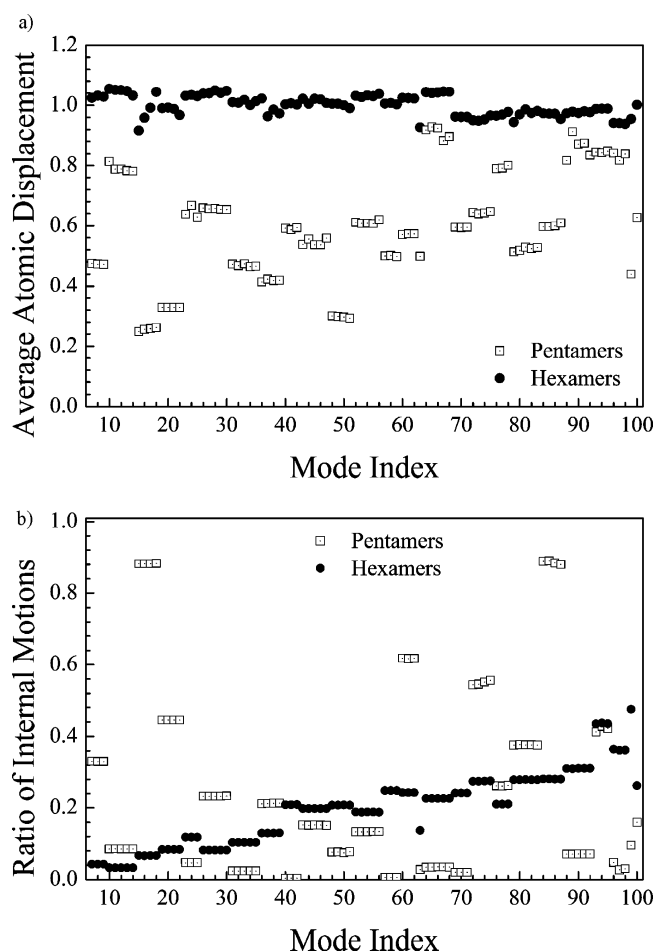 a)
1.2
1.0
0.8
0.6
0.4
0.2
0.0
Average Atomic Displacement
Pentamers
Hexamers
10 20 30 40 50 60 70 80 90 100
Mode Index
b)
1.0
0.8
0.6
0.4
0.2
0.0
Ratio of Internal Motions
Pentamers
Hexamers
10 20 30 40 50 60 70 80 90 100
Mode Index